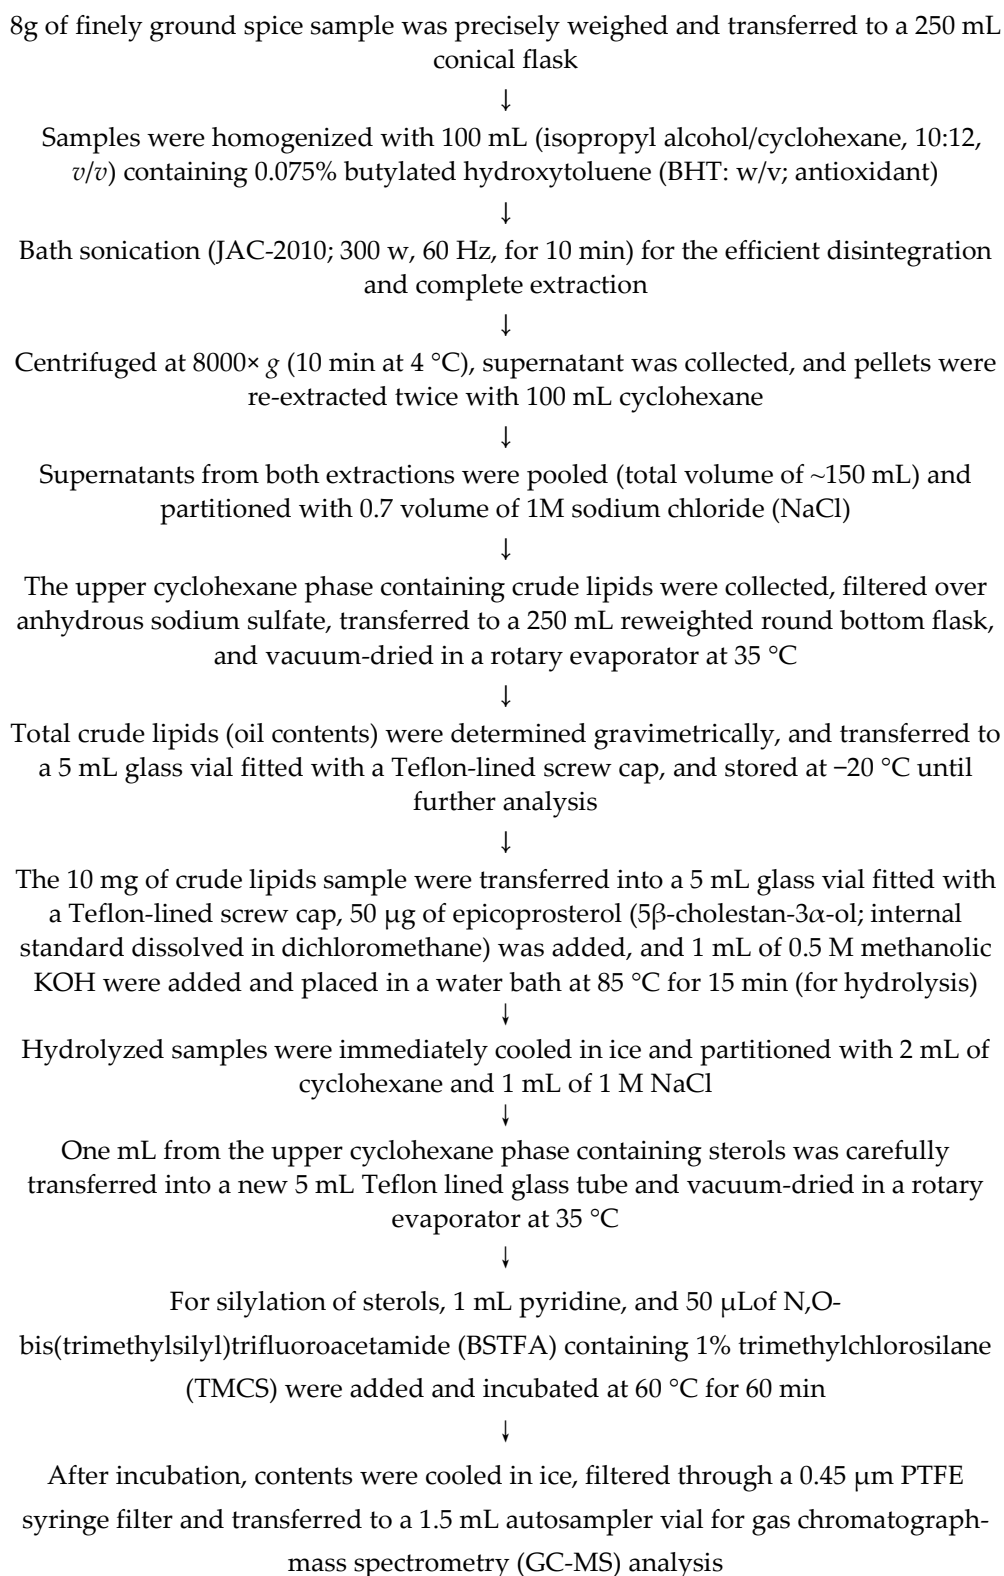 8g of finely ground spice sample was precisely weighed and transferred to a 250 mL
conical flask
↓
Samples were homogenized with 100 mL (isopropyl alcohol/cyclohexane, 10:12,
v/v) containing 0.075% butylated hydroxytoluene (BHT: w/v; antioxidant)
↓
Bath sonication (JAC-2010; 300 w, 60 Hz, for 10 min) for the efficient disintegration
and complete extraction
↓
Centrifuged at 8000× g (10 min at 4 °C), supernatant was collected, and pellets were
re-extracted twice with 100 mL cyclohexane
↓
Supernatants from both extractions were pooled (total volume of ~150 mL) and
partitioned with 0.7 volume of 1M sodium chloride (NaCl)
↓
The upper cyclohexane phase containing crude lipids were collected, filtered over
anhydrous sodium sulfate, transferred to a 250 mL reweighted round bottom flask,
and vacuum-dried in a rotary evaporator at 35 °C
↓
Total crude lipids (oil contents) were determined gravimetrically, and transferred to
a 5 mL glass vial fitted with a Teflon-lined screw cap, and stored at −20 °C until
further analysis
↓
The 10 mg of crude lipids sample were transferred into a 5 mL glass vial fitted with
a Teflon-lined screw cap, 50 µg of epicoprosterol (5β-cholestan-3α-ol; internal
standard dissolved in dichloromethane) was added, and 1 mL of 0.5 M methanolic
KOH were added and placed in a water bath at 85 °C for 15 min (for hydrolysis)
↓
Hydrolyzed samples were immediately cooled in ice and partitioned with 2 mL of
cyclohexane and 1 mL of 1 M NaCl
↓
One mL from the upper cyclohexane phase containing sterols was carefully
transferred into a new 5 mL Teflon lined glass tube and vacuum-dried in a rotary
evaporator at 35 °C
↓
For silylation of sterols, 1 mL pyridine, and 50 µLof N,O-
bis(trimethylsilyl)trifluoroacetamide (BSTFA) containing 1% trimethylchlorosilane
(TMCS) were added and incubated at 60 °C for 60 min
↓
After incubation, contents were cooled in ice, filtered through a 0.45 µm PTFE
syringe filter and transferred to a 1.5 mL autosampler vial for gas chromatograph-
mass spectrometry (GC-MS) analysis